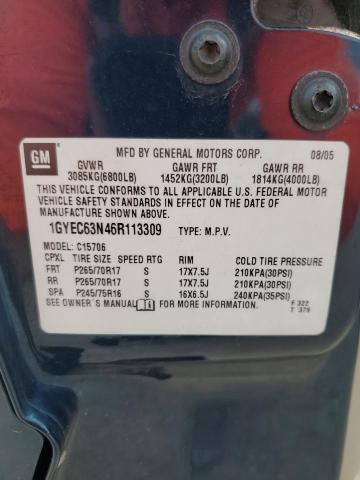 GM
MFD BY GENERAL MOTORS CORP. 08/05
GVWR GAWR FRT GAWR RR
3085KG(6800LB) 1452KG(3200LB) 1814KG(4000LB)
THIS VEHICLE CONFORMS TO ALL APPLICABLE U.S. FEDERAL MOTOR
VEHICLE SAFETY STANDARDS IN EFFECT ON THE DATE OF
MANUFACTURE SHOWN ABOVE.
1GYEC63N46R113309 TYPE: M.P.V.
MODEL: C15706
CPXL TIRE SIZE SPEED RTG RIM COLD TIRE PRESSURE
FRT P265/70R17 S 17X7.5J 210KPA(30PSI)
RR P265/70R17 S 17X7.5J 210KPA(30PSI)
SPA P245/75R16 S 16X6.5J 240KPA(35PSI)
SEE OWNER'S MANUAL FOR MORE INFORMATION. F 322
T 379